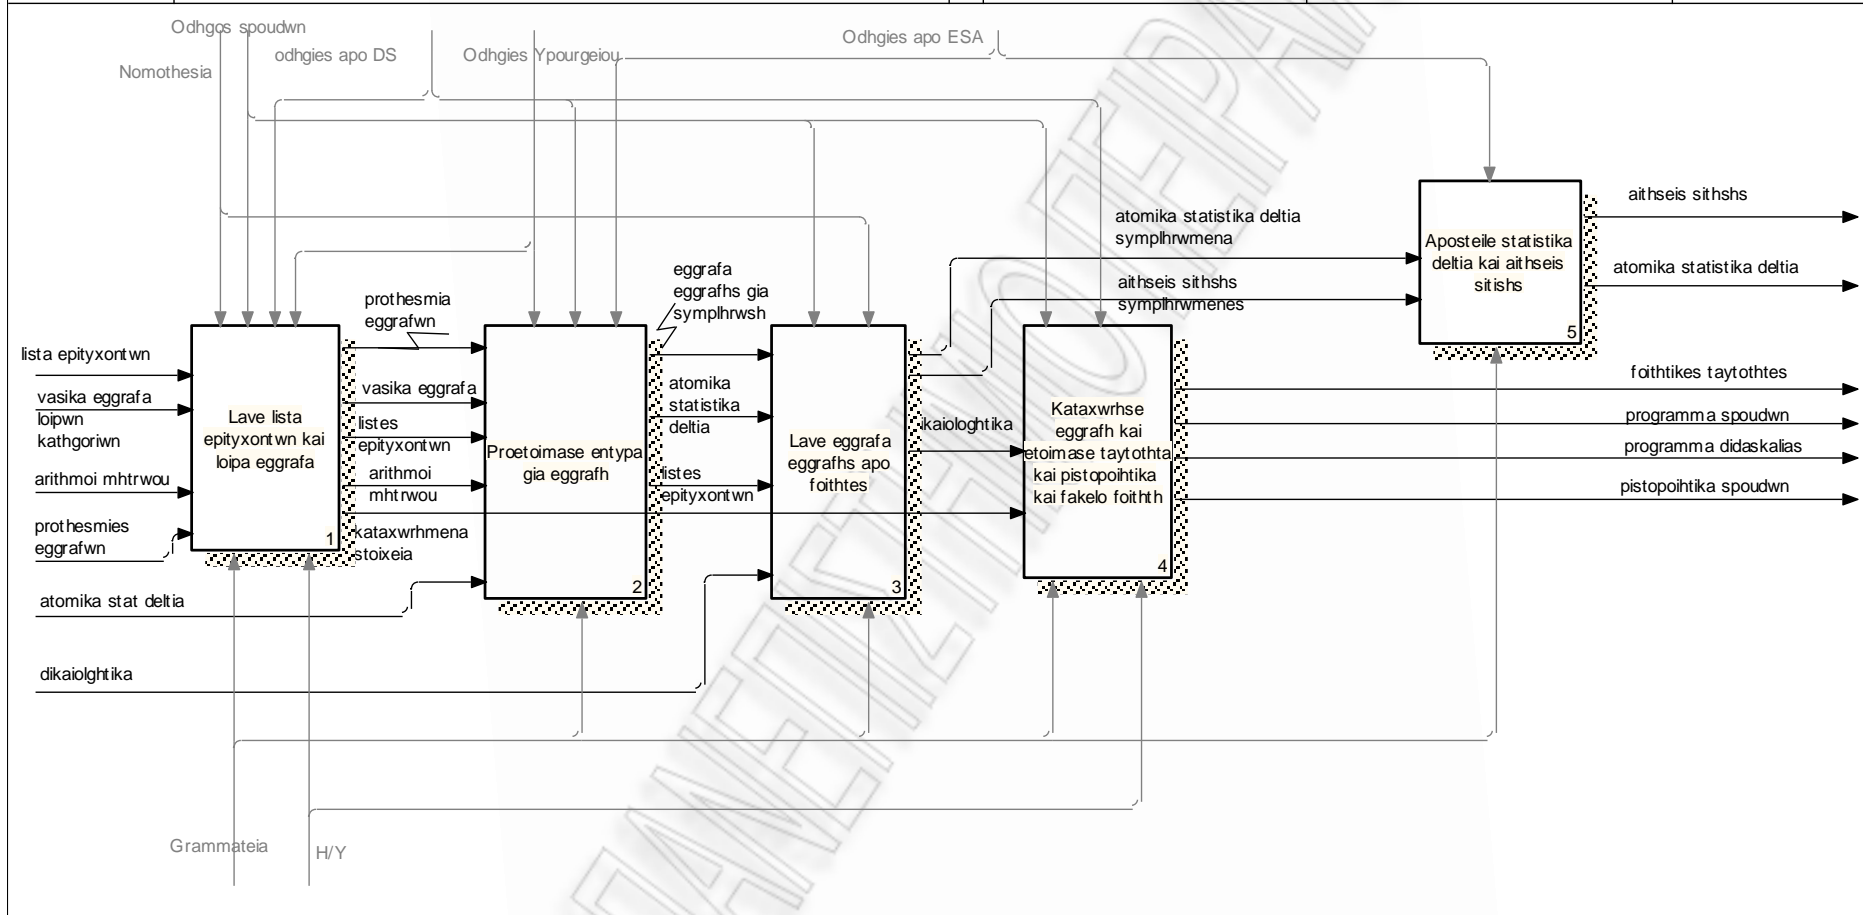 Odhgos spoudwn
Odhgies apo ESA
odhgies apo DS
Odhgies Ypourgeiou
Nomothesia
aithseis sithshs
atomika statistika deltia
symplhrwmena
Aposteile statistika
deltia kai aithseis
sitishs
5
atomika statistika deltia
eggrafa
eggrafhs gia
symplhrwsh
aithseis sithshs
symplhrwmenes
prothesmia
eggrafwn
lista epityxontwn
vasika eggrafa
loipwn
kathgoriwn
arithmoi mhtrwou
prothesmies
eggrafwn
Lave lista
epityxontwn kai
loipa eggrafa
1
vasika eggrafa
listes
epityxontwn
arithmoi
mhtrwou
kataxwrhmena
stoixeia
Proetoimase entypa
gia eggrafh
2
atomika
statistika
deltia
listes
epityxontwn
Lave eggrafa
eggrafhs apo
foithtes
3
ikaiologhtika
Kataxwrhse
eggrafh kai
etoimase taytothta
kai pistopoihtika
kai fakelo foithth
4
foithtikes taytothtes
programma spoudwn
programma didaskalias
pistopoihtika spoudwn
atomika stat deltia
dikaiolghtika
Grammateia
H/Y